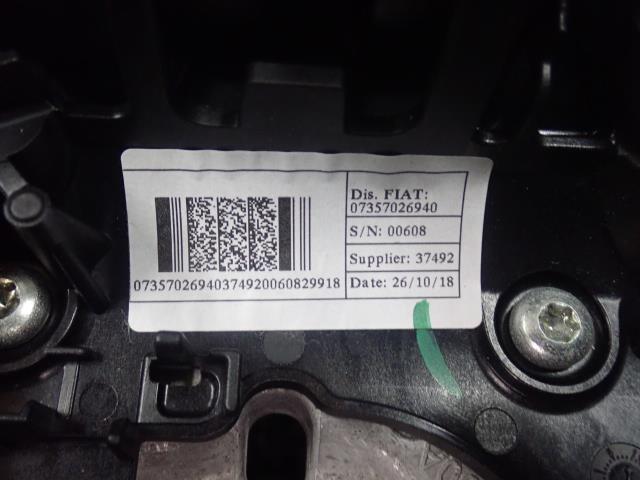 Dis. FIAT:
07357026940
S/N: 00608
Supplier: 37492
Date: 26/10/18
07357026940374920060829918